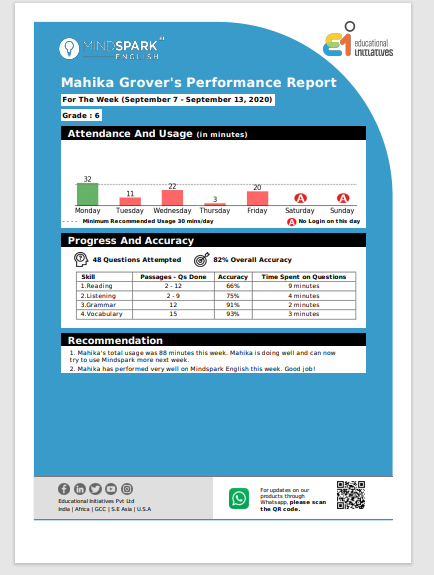 MINDSPARK
ENGLISH
educational
initiatives
Mahika Grover's Performance Report
For The Week (September 7 - September 13, 2020)
Grade : 6
Attendance And Usage (in minutes)
32
11
22
3
20
A
A
Monday Tuesday Wednesday Thursday Friday Saturday Sunday
Minimum Recommended Usage 30 mins/day
A No Login on this day
Progress And Accuracy
48 Questions Attempted
82% Overall Accuracy
Skill Passages - Qs Done Accuracy Time Spent on Questions
1.Reading 2 - 12 66% 9 minutes
2.Listening 2 - 9 75% 4 minutes
3.Grammar 12 91% 2 minutes
4.Vocabulary 15 93% 3 minutes
Recommendation
1. Mahika's total usage was 88 minutes this week. Mahika is doing well and can now
try to use Mindspark more next week.
2. Mahika has performed very well on Mindspark English this week. Good job!
Educational Initiatives Pvt Ltd
India | Africa | GCC | S.E Asia | U.S.A
For updates on our
products through
Whatsapp, please scan
the QR code.